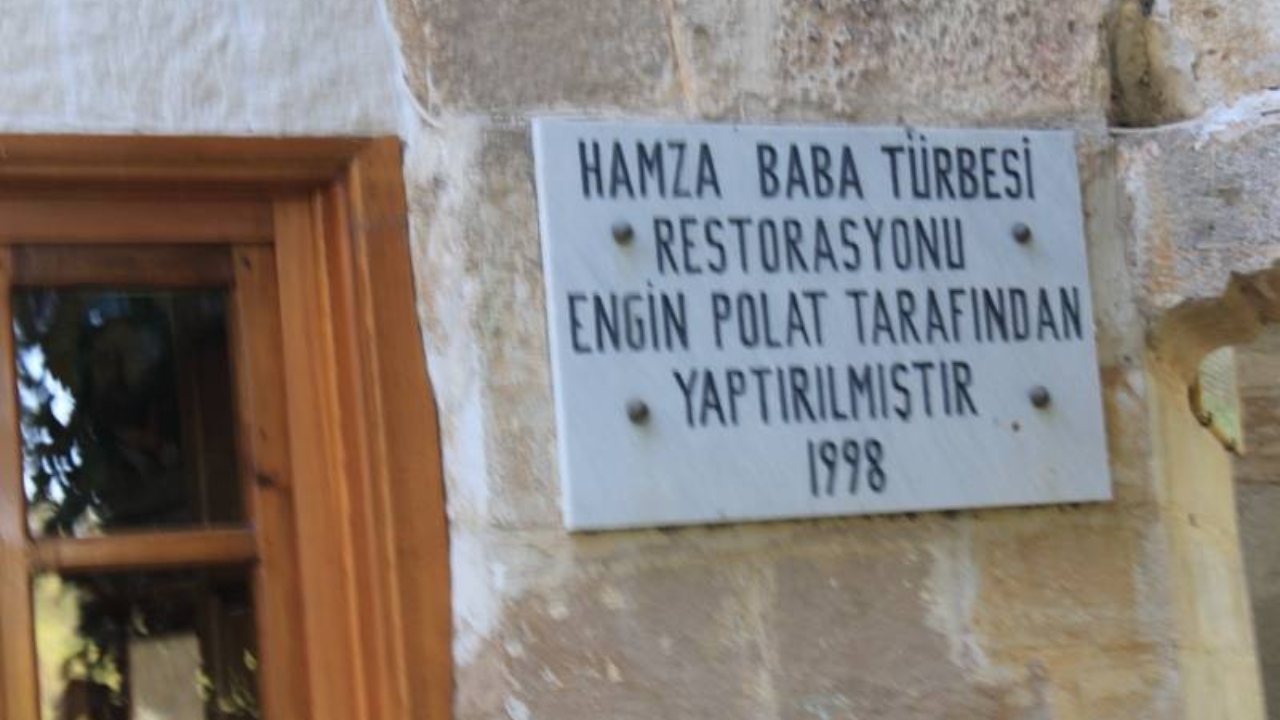 HAMZA BABA TÜRBESİ
RESTORASYONU
ENGİN POLAT TARAFINDAN
YAPTIRILMIŞTIR
1998